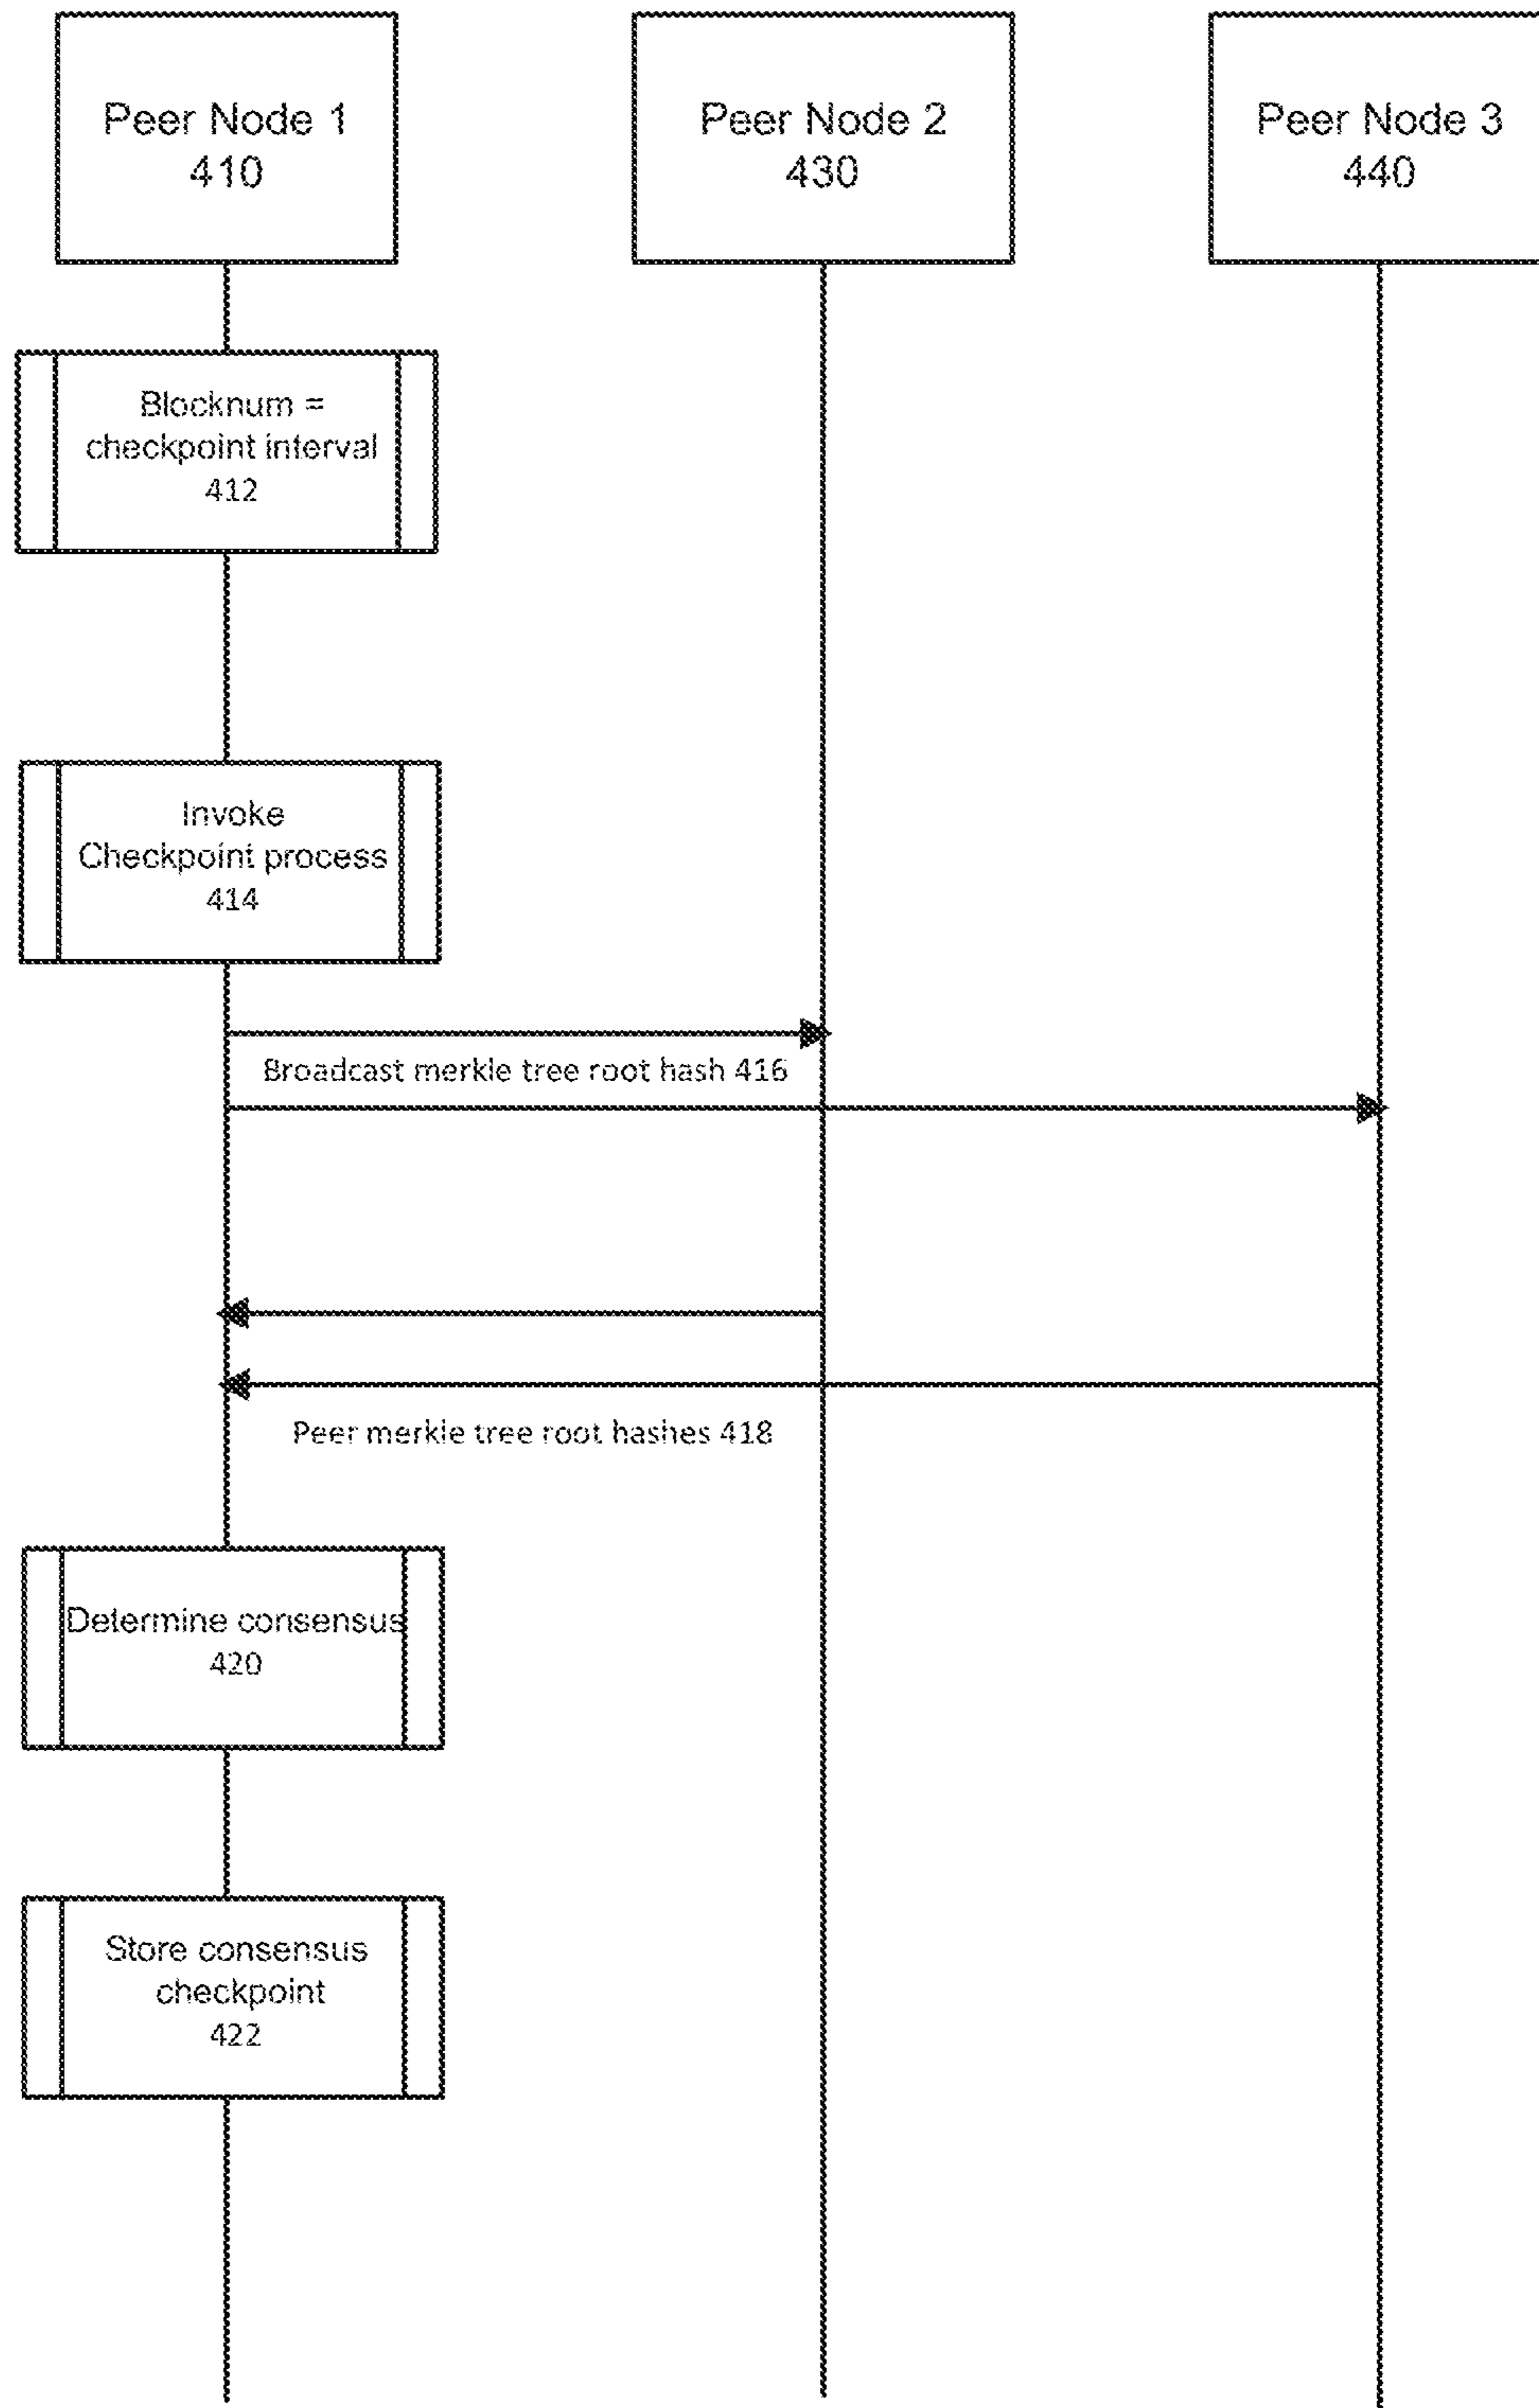 Peer Node 1
410
Peer Node 2
430
Peer Node 3
440
Blocknum =
checkpoint interval
412
Invoke
Checkpoint process
414
Broadcast merkle tree root hash 416
Peer merkle tree root hashes 418
Determine consensus
420
Store consensus
checkpoint
422